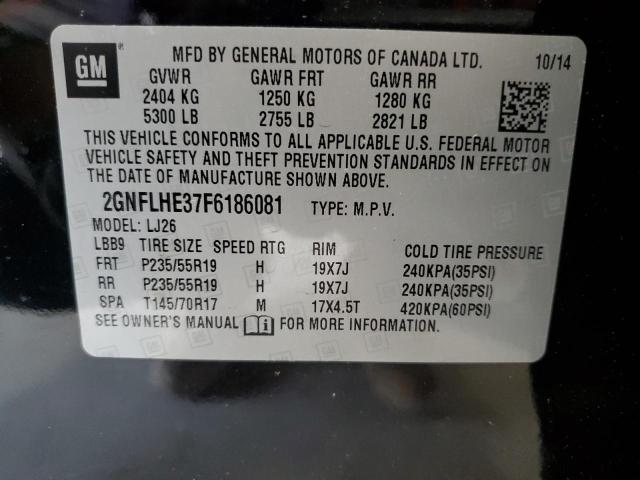 GM
MFD BY GENERAL MOTORS OF CANADA LTD. 10/14
GVWR GAWR FRT GAWR RR
2404 KG 1250 KG 1280 KG
5300 LB 2755 LB 2821 LB
THIS VEHICLE CONFORMS TO ALL APPLICABLE U.S. FEDERAL MOTOR
VEHICLE SAFETY AND THEFT PREVENTION STANDARDS IN EFFECT ON
THE DATE OF MANUFACTURE SHOWN ABOVE.
2GNFLHE37F6186081 TYPE: M.P.V.
MODEL: LJ26
LBB9 TIRE SIZE SPEED RTG RIM COLD TIRE PRESSURE
FRT P235/55R19 H 19X7J 240KPA(35PSI)
RR P235/55R19 H 19X7J 240KPA(35PSI)
SPA T145/70R17 M 17X4.5T 420KPA(60PSI)
SEE OWNER'S MANUAL FOR MORE INFORMATION.